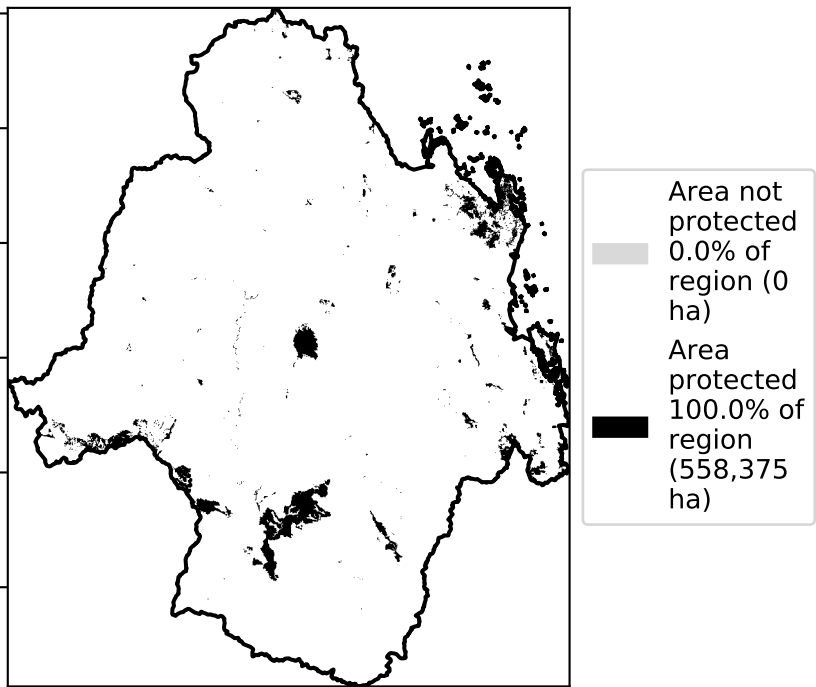 Area not
protected
0.0% of
region (0
ha)
Area
protected
100.0% of
region
(558,375
ha)